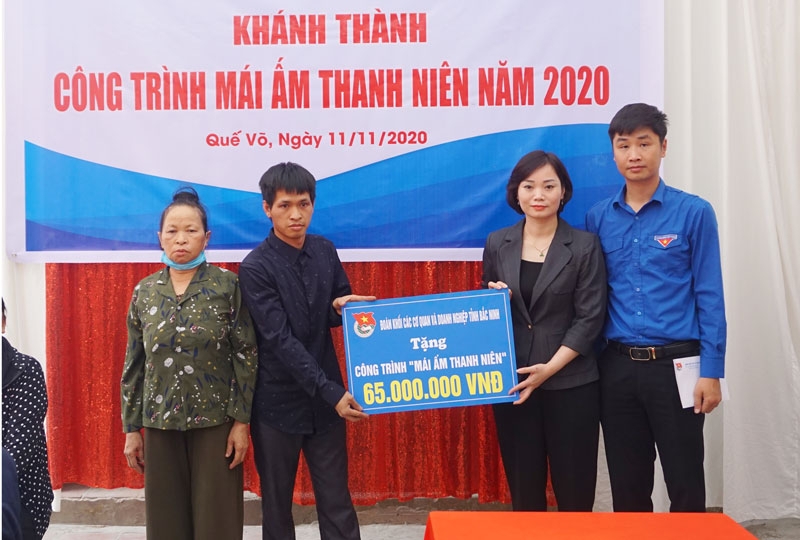 KHÁNH THÀNH
CÔNG TRÌNH MÁI ẤM THANH NIÊN NĂM 2020
Quế Võ, Ngày 11/11/2020
ĐOÀN KHỐI CÁC CƠ QUAN VÀ DOANH NGHIỆP TỈNH BẮC NINH
Tặng
CÔNG TRÌNH "MÁI ẤM THANH NIÊN"
65.000.000 VNĐ